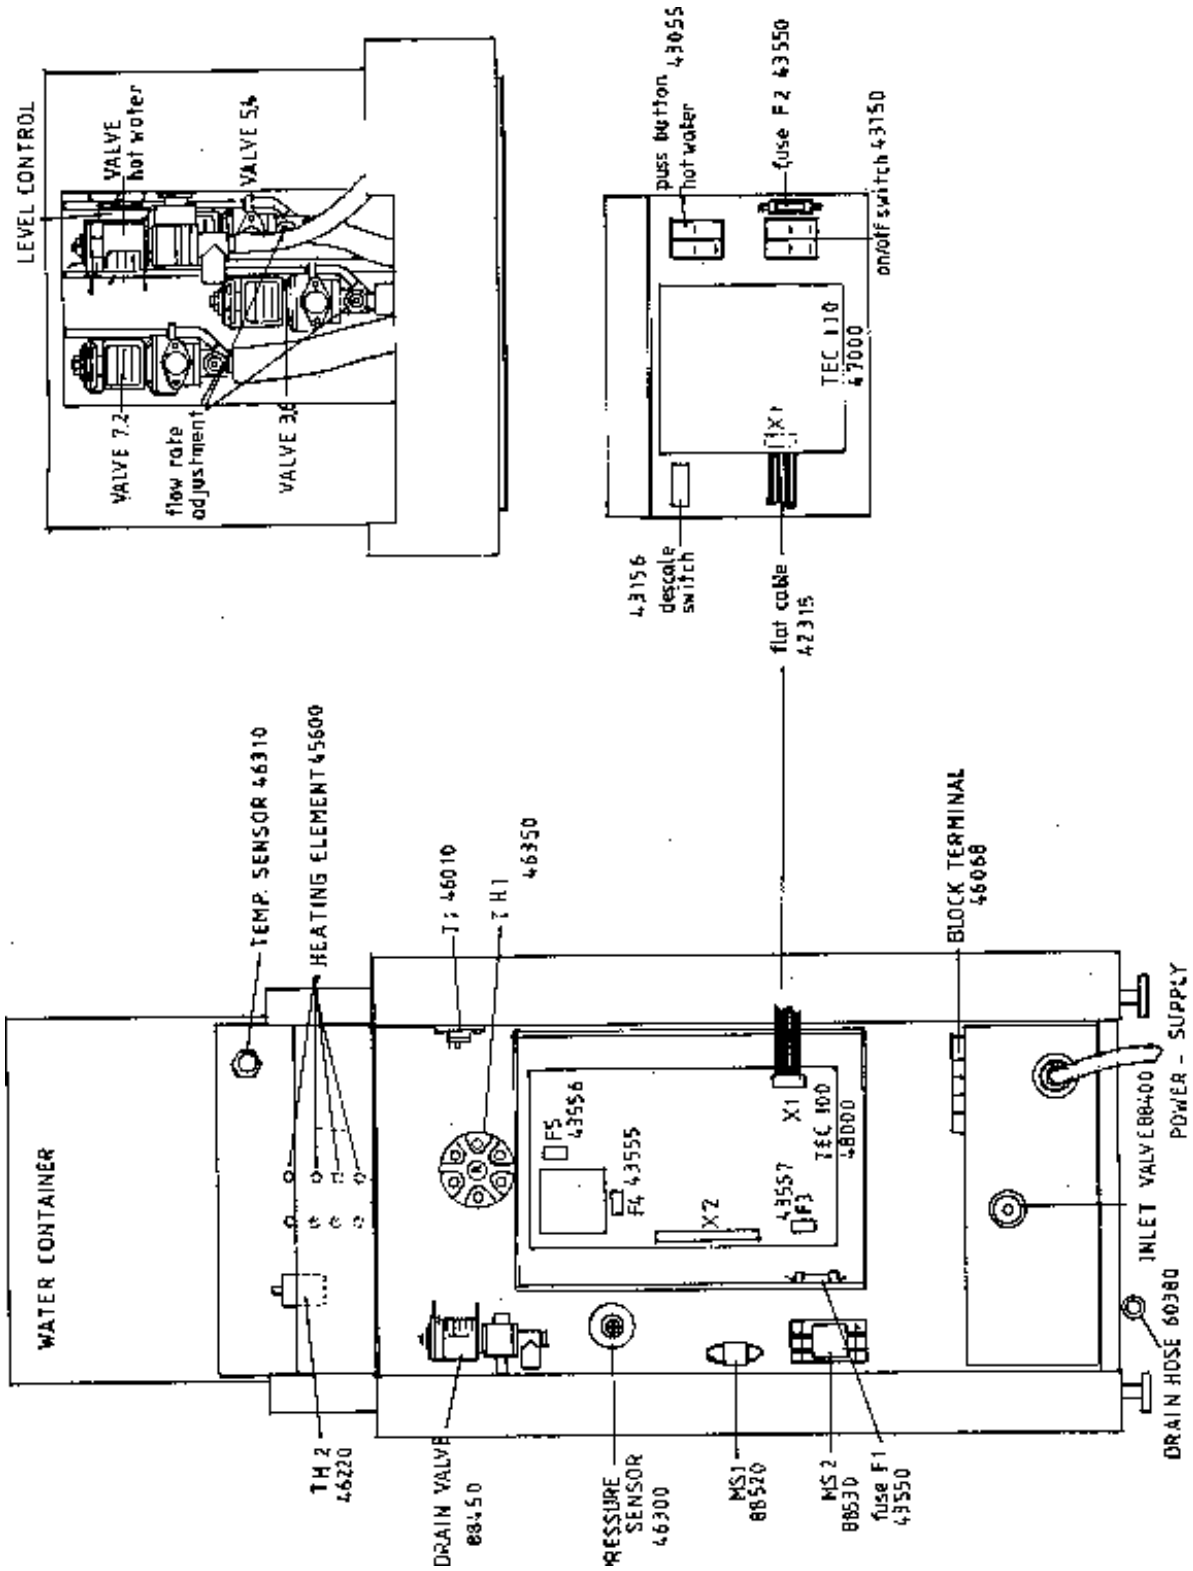 LEVEL CONTROL
VALVE
hot water
VALVE 5,4
VALVE 7.2
flow rate
adjustment
VALVE 3,6
puss button 43055
hot water
fuse F2 43550
on/off switch 43150
TEC 110
47000
X1
43156
descale
switch
flat cable
42315
WATER CONTAINER
TEMP. SENSOR 46310
HEATING ELEMENT 45600
46010
46350
TH 2
46220
DRAIN VALVE
88450
PRESSURE
SENSOR
46300
MS1
88520
MS 2
88530
fuse F1
43550
F5
43556
F4 43555
X2
43557
F3
X1
TEC 100
48000
BLOCK TERMINAL
46068
INLET VALVE 88400
POWER - SUPPLY
DRAIN HOSE 60380